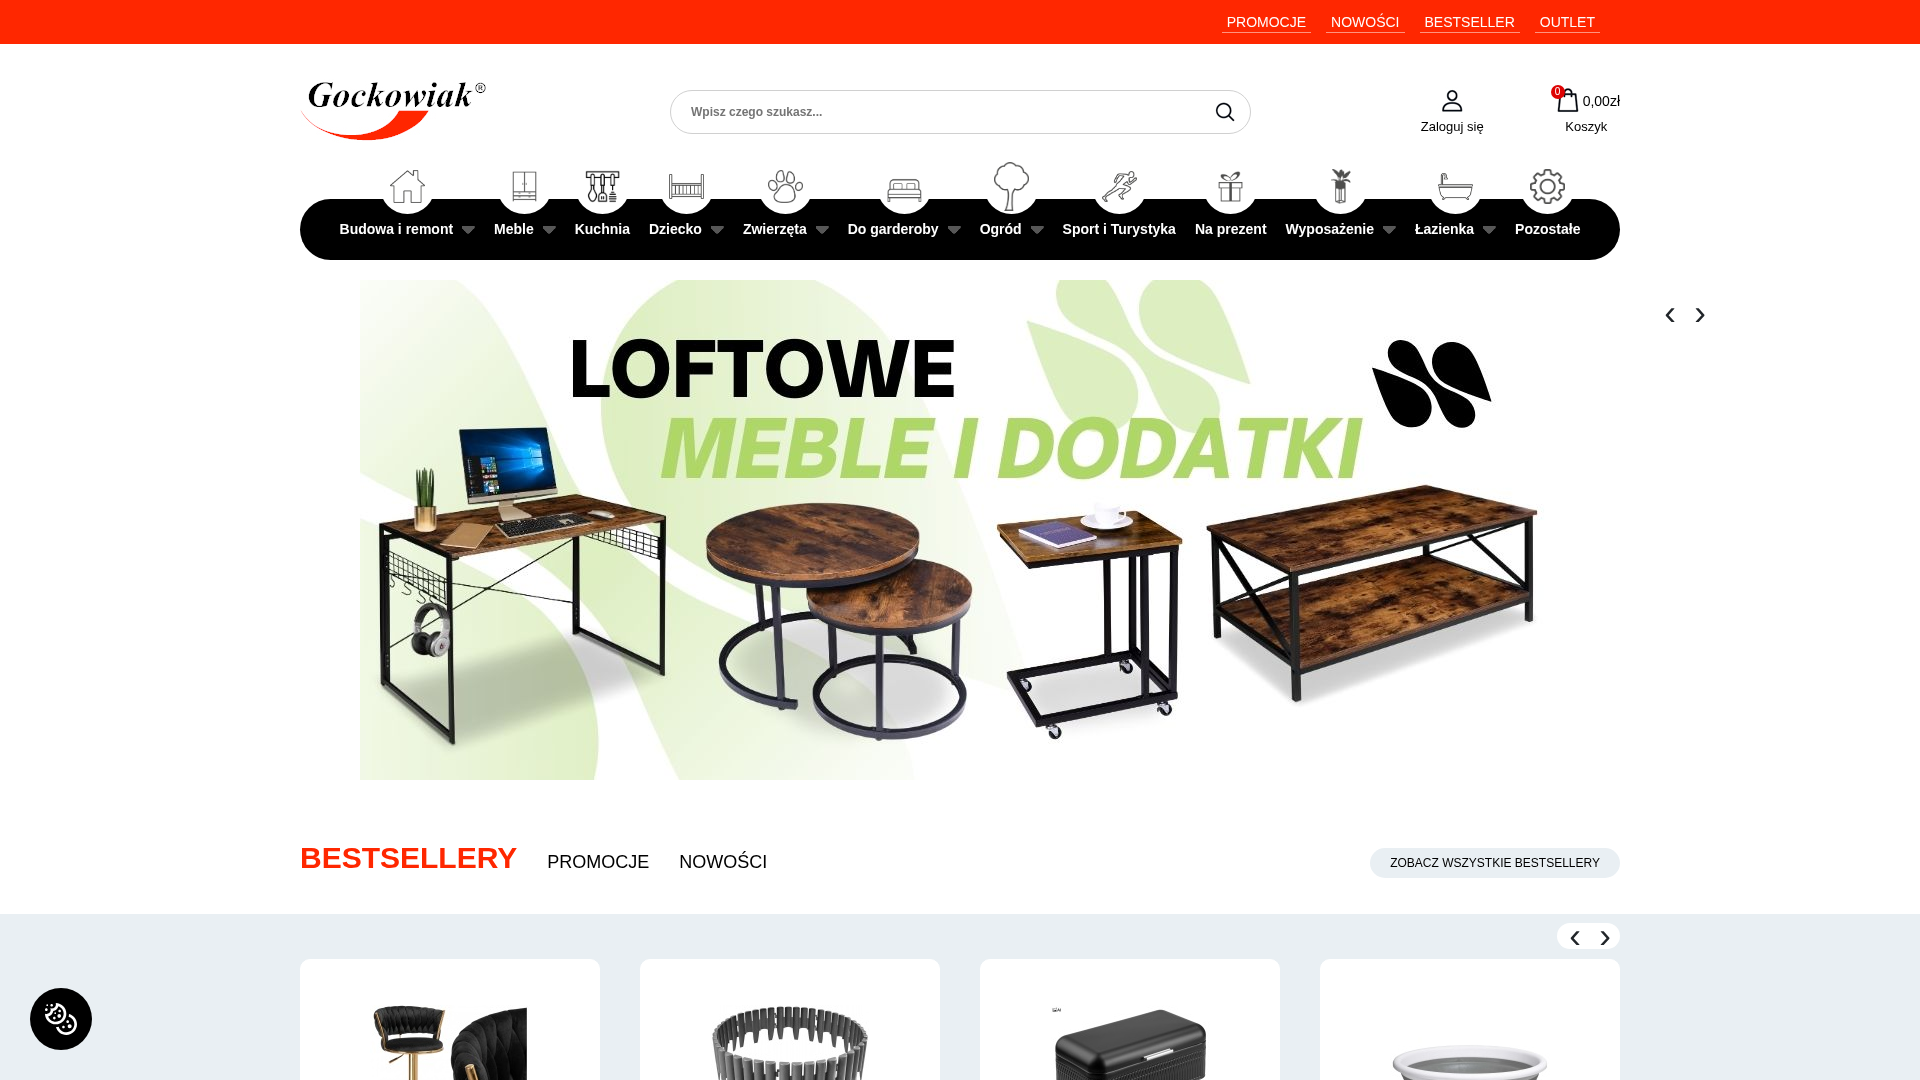 PROMOCJE NOWOŚCI BESTSELLER OUTLET
Gockowiak®
Wpisz czego szukasz...
Zaloguj się
0
0,00zł
Koszyk
Budowa i remont Meble Kuchnia Dziecko Zwierzęta Do garderoby Ogród Sport i Turystyka Na prezent Wyposażenie Łazienka Pozostałe
LOFTOWE
MEBLE I DODATKI
BESTSELLERY PROMOCJE NOWOŚCI
ZOBACZ WSZYSTKIE BESTSELLERY